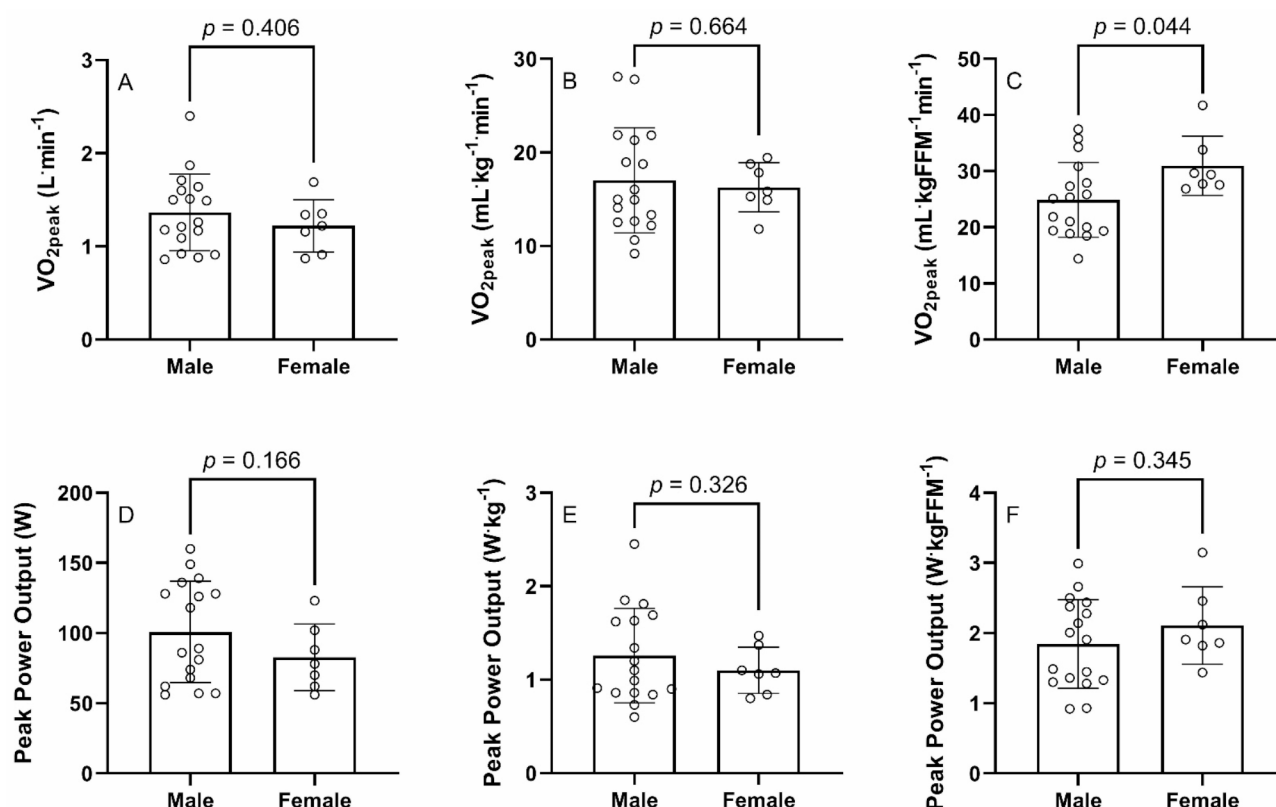 p = 0.406
A
VO2peak (L·min-1)
3
2
1
0
Male Female
p = 0.664
B
VO2peak (mL·kg-1·min-1)
30
20
10
0
Male Female
p = 0.044
C
VO2peak (mL·kgFFM-1min-1)
50
40
30
20
10
0
Male Female
p = 0.166
D
Peak Power Output (W)
200
150
100
50
0
Male Female
p = 0.326
E
Peak Power Output (W·kg-1)
3
2
1
0
Male Female
p = 0.345
F
Peak Power Output (W·kgFFM-1)
4
3
2
1
0
Male Female